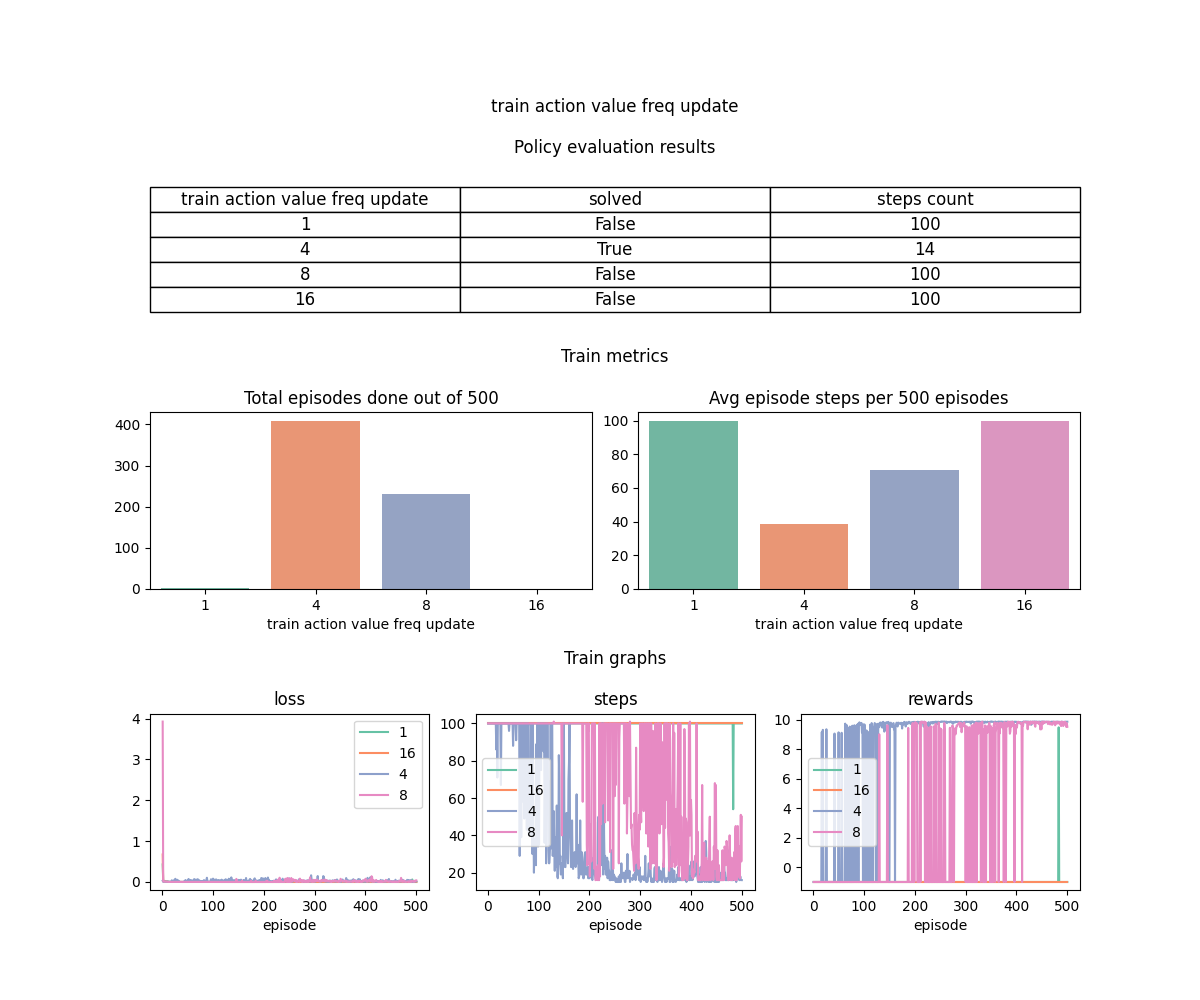 train action value freq update
Policy evaluation results
train action value freq update solved steps count
1 False 100
4 True 14
8 False 100
16 False 100
Train metrics
Total episodes done out of 500
400
300
200
100
0
1 4 8 16
train action value freq update
Avg episode steps per 500 episodes
100
80
60
40
20
0
1 4 8 16
train action value freq update
Train graphs
loss
4
3
2
1
0
1
16
4
8
0 100 200 300 400 500
episode
steps
100
80
60
40
20
1
16
4
8
0 100 200 300 400 500
episode
rewards
10
8
6
4
2
0
1
16
4
8
0 100 200 300 400 500
episode